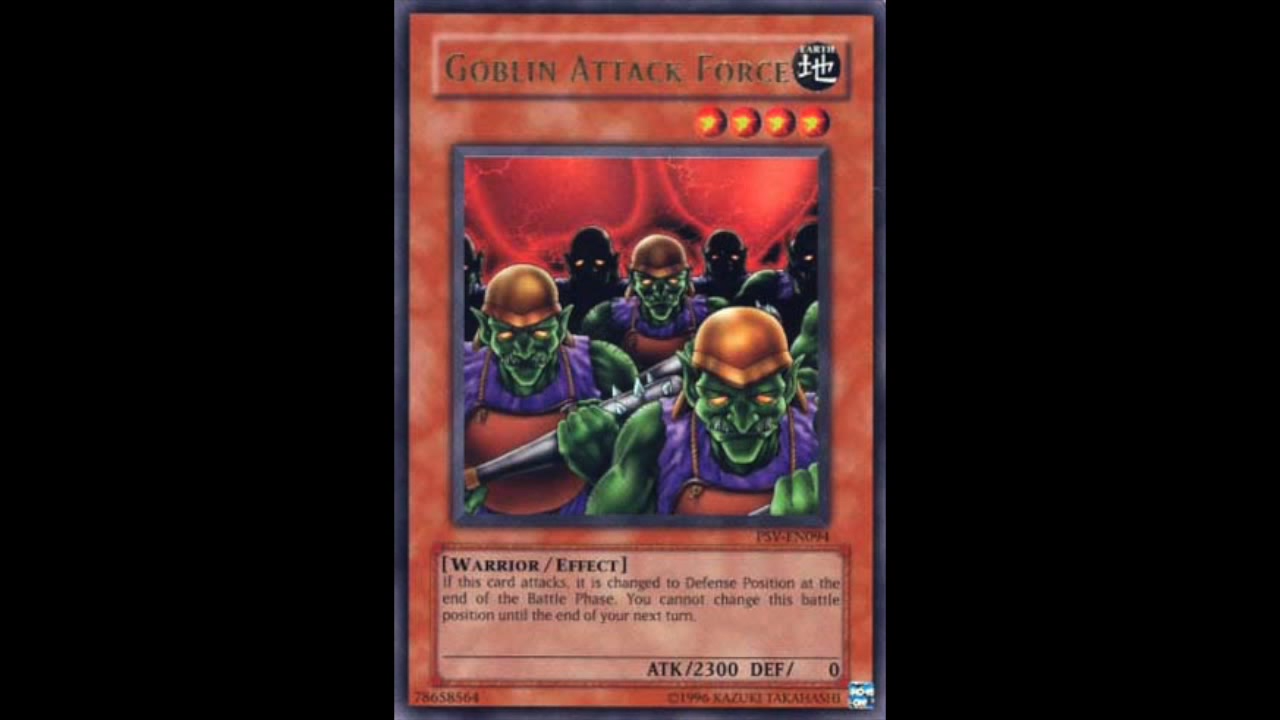 GOBLIN ATTACK FORCE
EARTH
地
PSV-EN094
[WARRIOR / EFFECT]
If this card attacks, it is changed to Defense Position at the
end of the Battle Phase. You cannot change this battle
position until the end of your next turn.
ATK/2300 DEF/ 0
78658564
©1996 KAZUKI TAKAHASHI